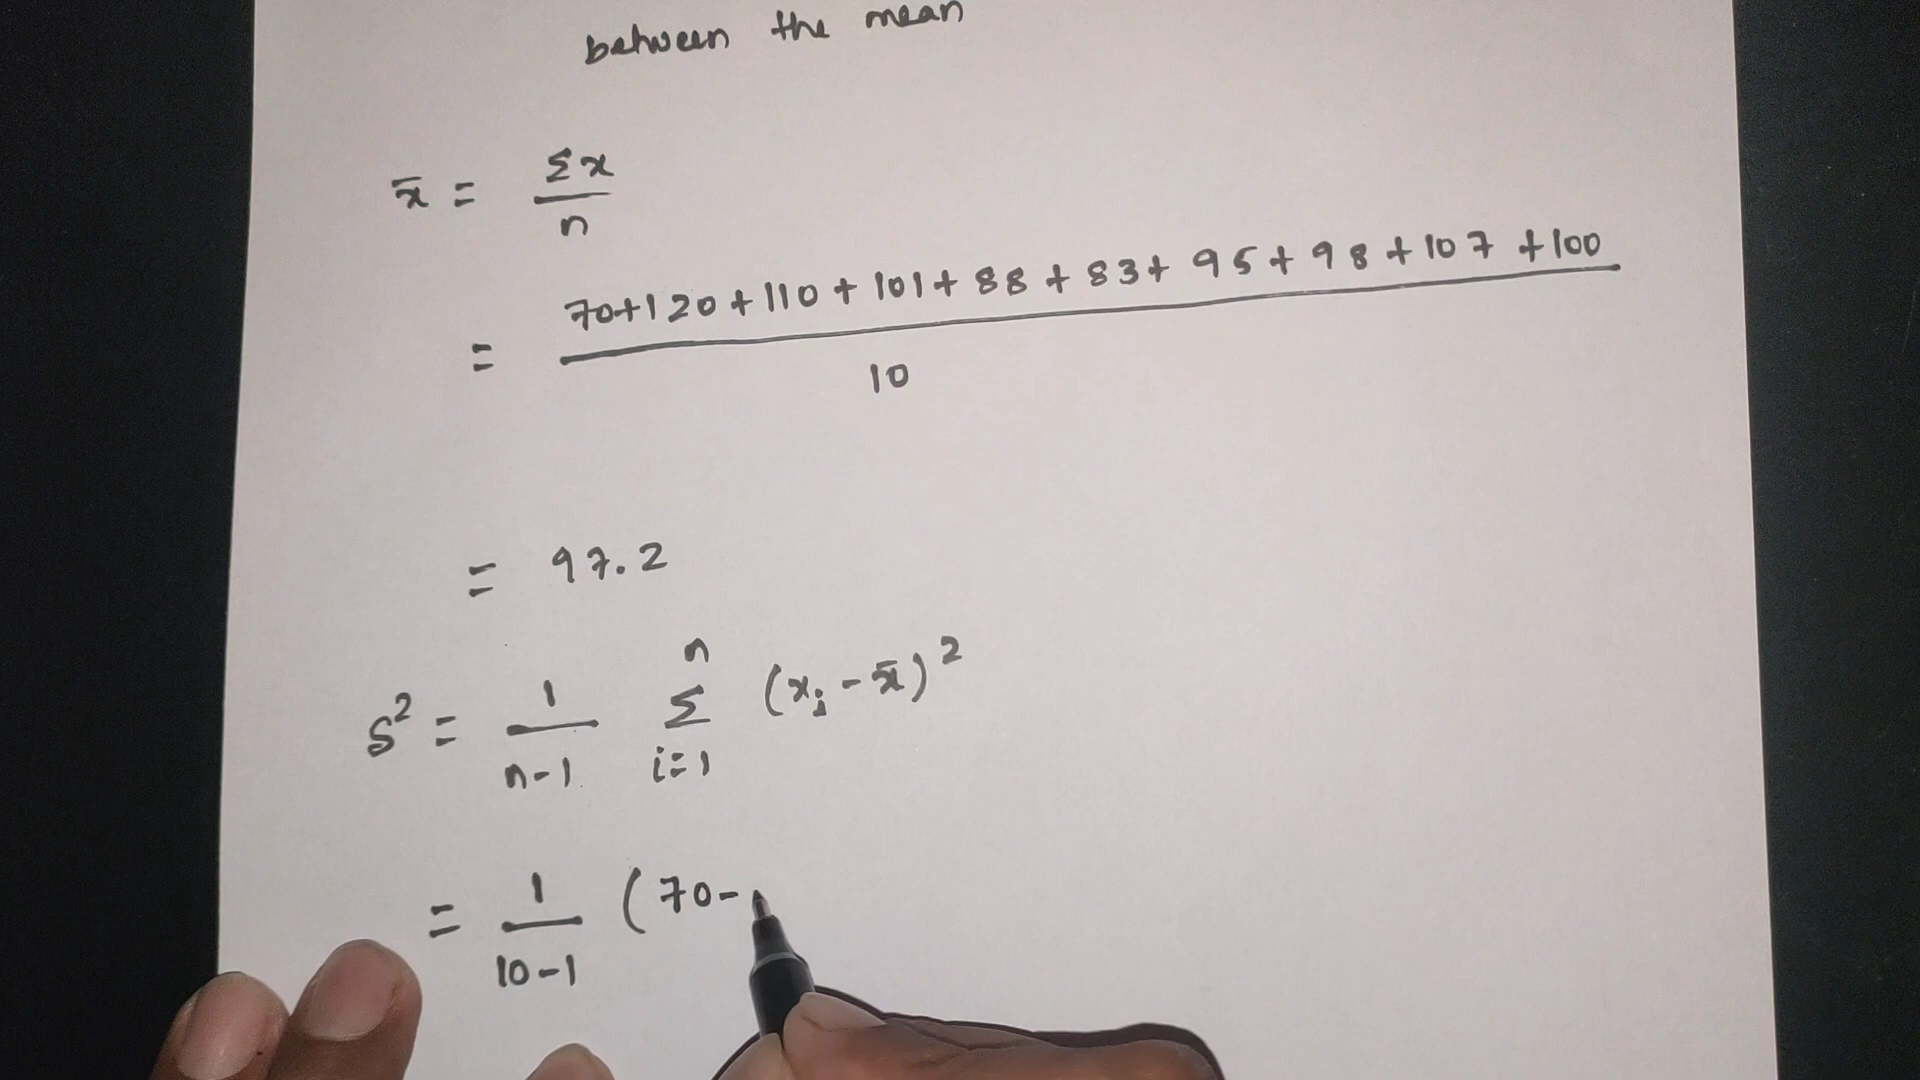 between the mean
x̄ = Σx / n
= 70+120+110+101+88+83+95+98+107+100 / 10
= 97.2
S² = 1/(n-1) Σ i=1 n (xi - x̄)²
= 1/(10-1) (70-